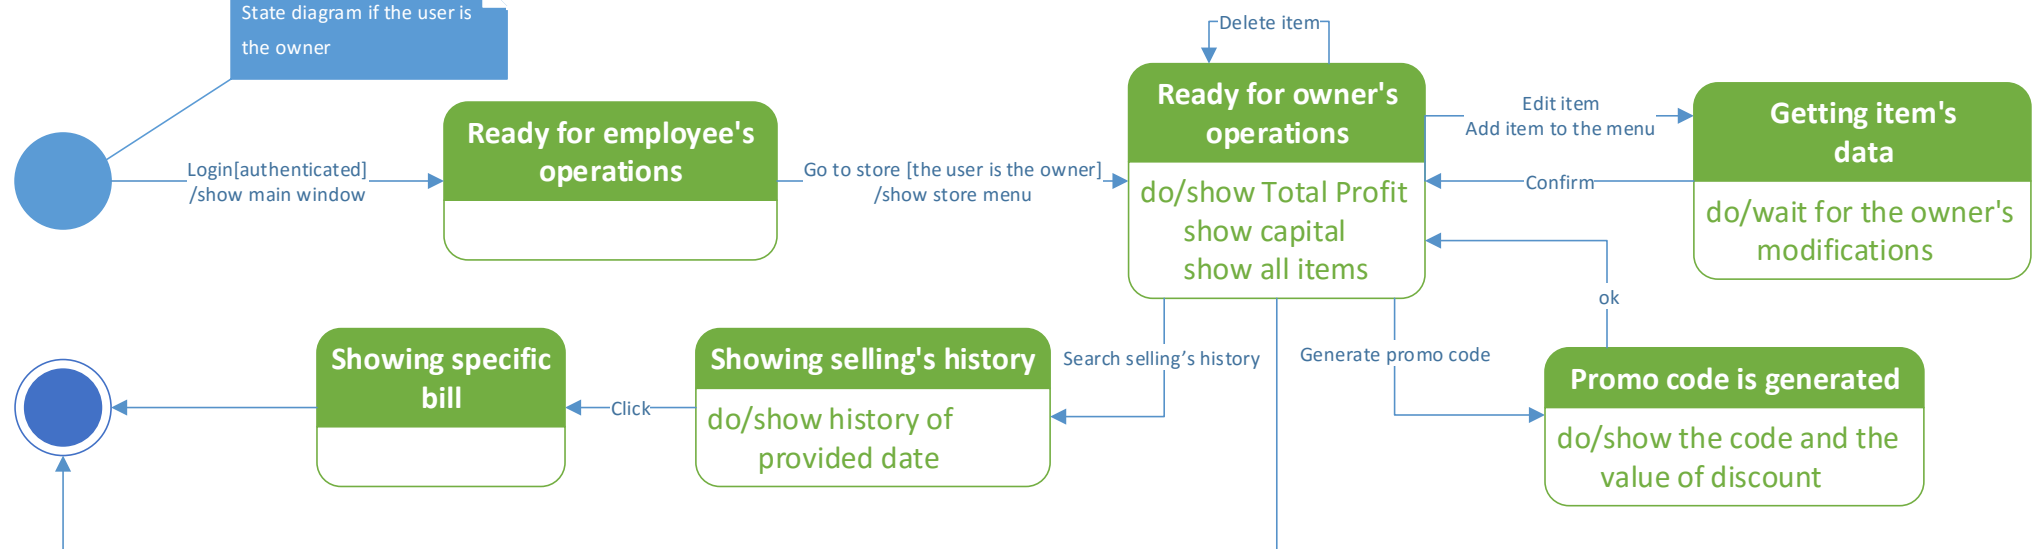 State diagram if the user is
the owner
Delete item
Ready for employee's
operations
Login[authenticated]
/show main window
Go to store [the user is the owner]
/show store menu
Ready for owner's
operations
do/show Total Profit
show capital
show all items
Edit item
Add item to the menu
Confirm
Getting item's
data
do/wait for the owner's
modifications
ok
Showing specific
bill
Click
Showing selling's history
do/show history of
provided date
Search selling’s history
Generate promo code
Promo code is generated
do/show the code and the
value of discount